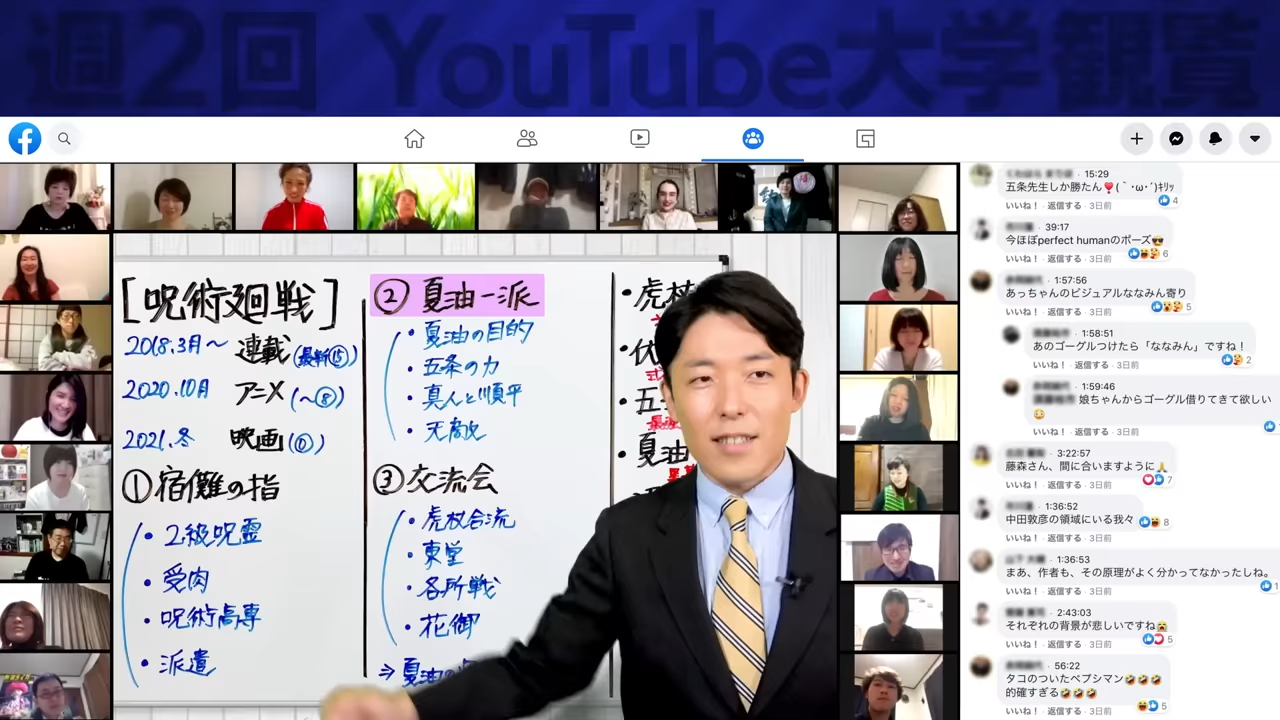 週2回 YouTube大学観覧
[呪術廻戦]
2018.3月～ 連載(最新⑮)
2020.10月 アニメ(～⑧)
2021.冬 映画(⓪)
①宿儺の指
・2級呪霊
・受肉
・呪術高専
・派遣
②夏油一派
・夏油の目的
・五条の力
・真人と順平
・天元
③交流会
・虎杖合流
・東堂
・各所戦
・花御
⇒夏油の
・虎杖
・伏
・五
・夏油
15:29
五条先生しか勝たん❣️(｀･ω･´)ｷﾘｯ
いいね！ · 返信する · 3日前
4
39:17
今ほぼperfect humanのポーズ😎
いいね！ · 返信する · 3日前
6
1:57:56
あっちゃんのビジュアルななみん寄り
いいね！ · 返信する · 3日前
5
1:58:51
あのゴーグルつけたら「ななみん」ですね！
いいね！ · 返信する · 3日前
2
1:59:46
娘ちゃんからゴーグル借りてきて欲しい
😳
いいね！ · 返信する · 3日前
3:22:57
藤森さん、間に合いますように🙏
いいね！ · 返信する · 3日前
7
1:36:52
中田敦彦の領域にいる我々
8
いいね！ · 返信する · 3日前
1:36:53
まあ、作者も、その原理がよく分かってなかったしね。
いいね！ · 返信する · 3日前
1
2:43:03
それぞれの背景が悲しいですね😭
いいね！ · 返信する · 3日前
5
56:22
タコのついたペプシマン🤣🤣🤣
的確すぎる🤣🤣🤣
いいね！ · 返信する · 3日前
5